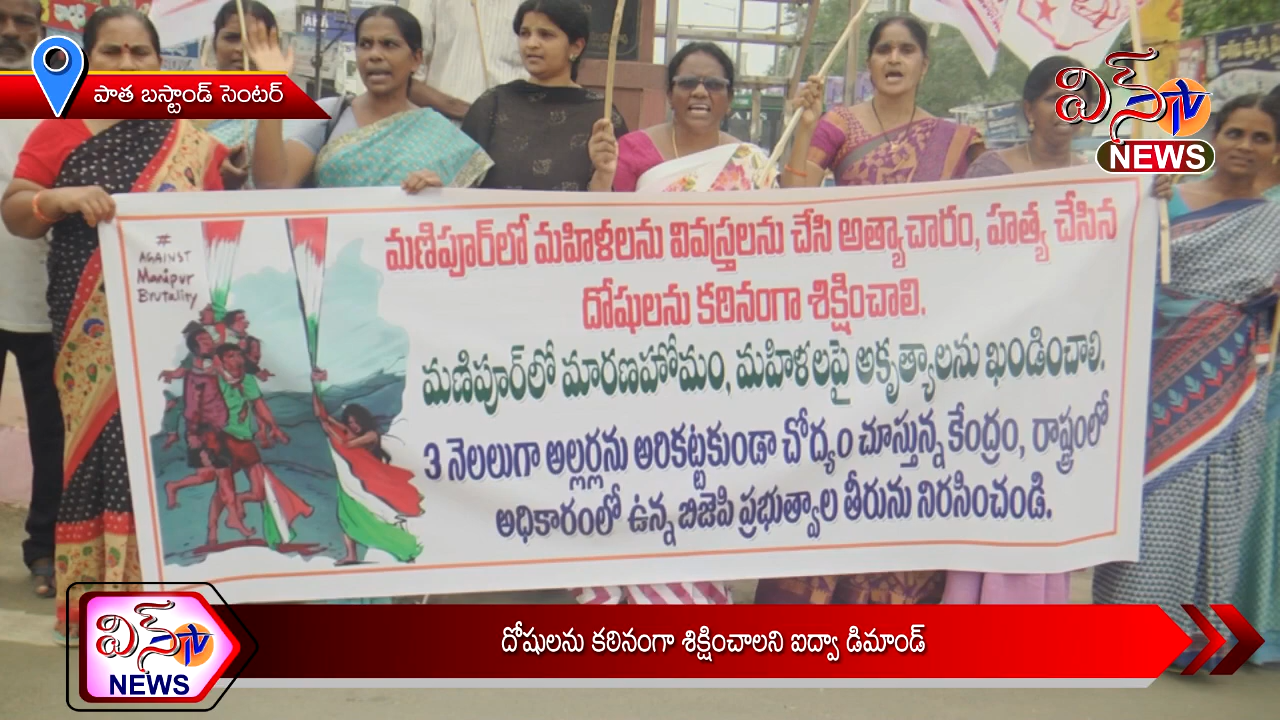 పాత బస్టాండ్ సెంటర్
విన్ TV
NEWS
# AGAINST
Manipur
Brutality
మణిపూర్‌లో మహిళలను వివస్త్రలను చేసి అత్యాచారం, హత్య చేసిన
దోషులను కఠినంగా శిక్షించాలి.
మణిపూర్‌లో మారణహోమం, మహిళలపై అకృత్యాలను ఖండించాలి.
3 నెలలుగా అల్లర్లను అరికట్టకుండా చోద్యం చూస్తున్న కేంద్రం, రాష్ట్రంలో
అధికారంలో ఉన్న బిజెపి ప్రభుత్వాల తీరును నిరసించండి.
విన్ TV
NEWS
దోషులను కఠినంగా శిక్షించాలని ఐద్వా డిమాండ్